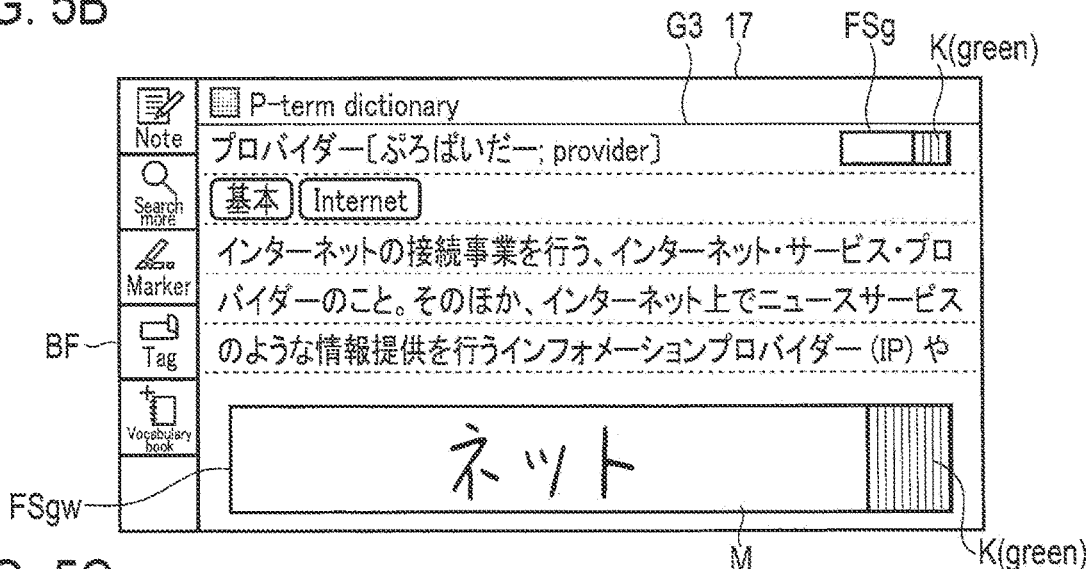 G. 5B
G3 17 FSg K(green)
P-term dictionary
Note
プロバイダー[ぷろばいだー; provider]
Search more
基本 Internet
Marker
インターネットの接続事業を行う、インターネット・サービス・プロ
バイダーのこと。そのほか、インターネット上でニュースサービス
BF
Tag
のような情報提供を行うインフォメーションプロバイダー (IP) や
Vocabulary book
ネット
FSgw
M
K(green)